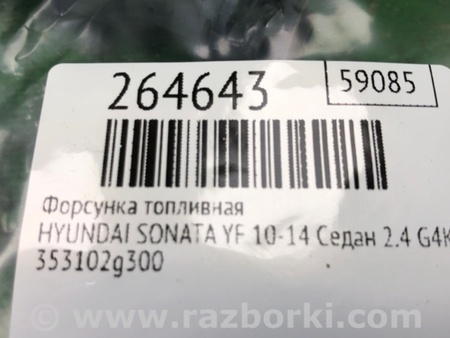 264643
59085
Форсунка топливная
HYUNDAI SONATA YF 10-14 Седан 2.4 G4K
353102g300
www.razborki.com